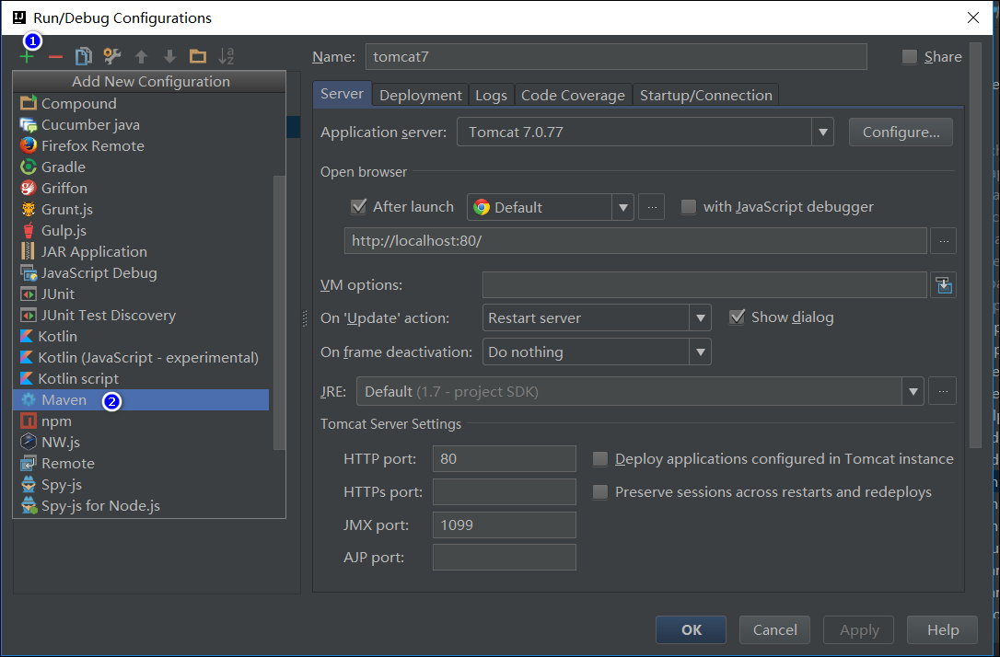 Run/Debug Configurations
1
Add New Configuration
Compound
Cucumber java
Firefox Remote
Gradle
Griffon
Grunt.js
Gulp.js
JAR Application
JavaScript Debug
JUnit
JUnit Test Discovery
Kotlin
Kotlin (JavaScript - experimental)
Kotlin script
Maven 2
npm
NW.js
Remote
Spy-js
Spy-js for Node.js
Name: tomcat7 Share
Server Deployment Logs Code Coverage Startup/Connection
Application server: Tomcat 7.0.77 Configure...
Open browser
After launch Default ... with JavaScript debugger
http://localhost:80/ ...
VM options:
On 'Update' action: Restart server Show dialog
On frame deactivation: Do nothing
JRE: Default (1.7 - project SDK) ...
Tomcat Server Settings
HTTP port: 80 Deploy applications configured in Tomcat instance
HTTPs port: Preserve sessions across restarts and redeploys
JMX port: 1099
AJP port:
OK Cancel Apply Help